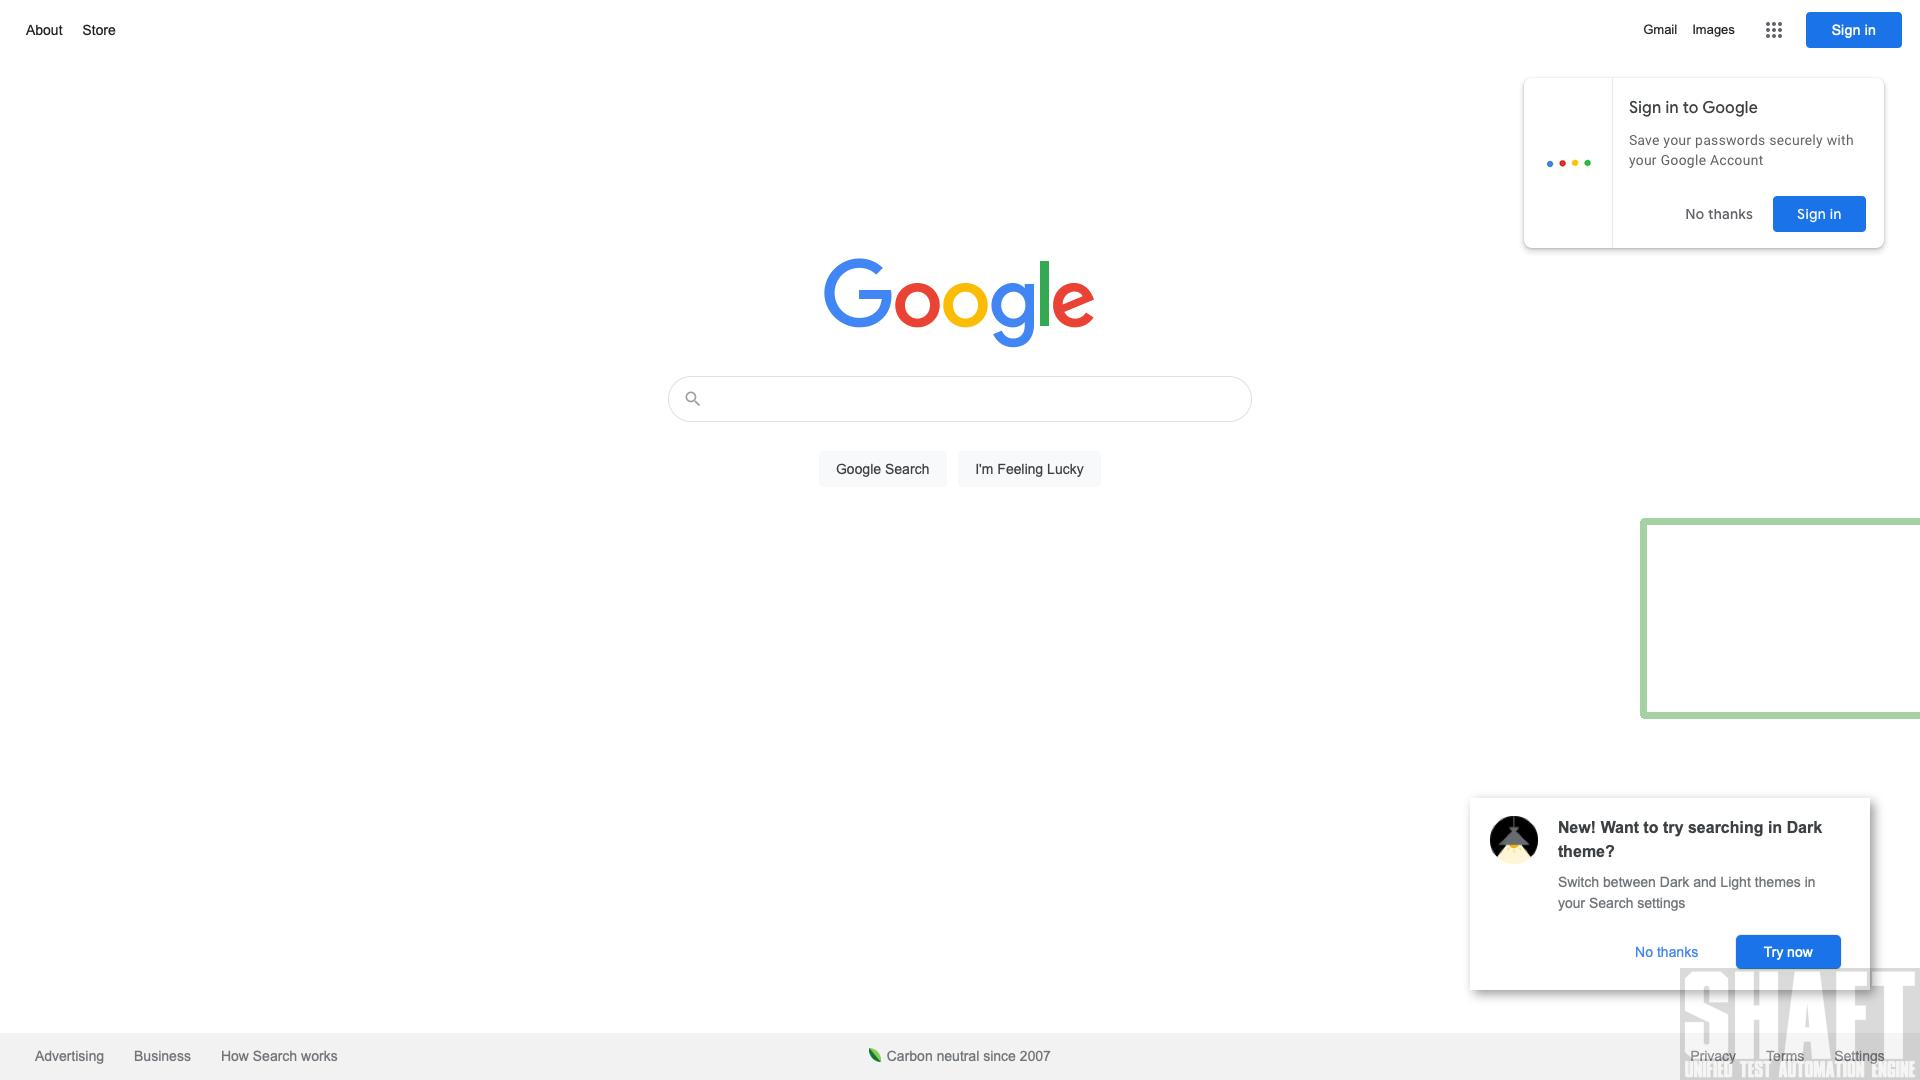 About Store
Gmail Images
Sign in
Sign in to Google
Save your passwords securely with
your Google Account
No thanks Sign in
Google
Google Search I'm Feeling Lucky
New! Want to try searching in Dark
theme?
Switch between Dark and Light themes in
your Search settings
No thanks Try now
Advertising Business How Search works
Carbon neutral since 2007
Privacy Terms Settings
SHAFT
UNIFIED TEST AUTOMATION ENGINE